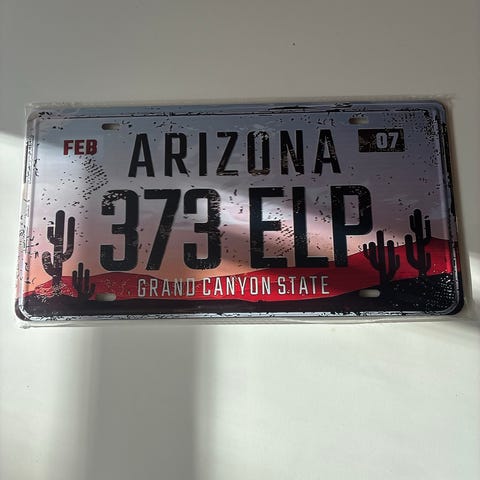 FEB ARIZONA 07
373 ELP
GRAND CANYON STATE